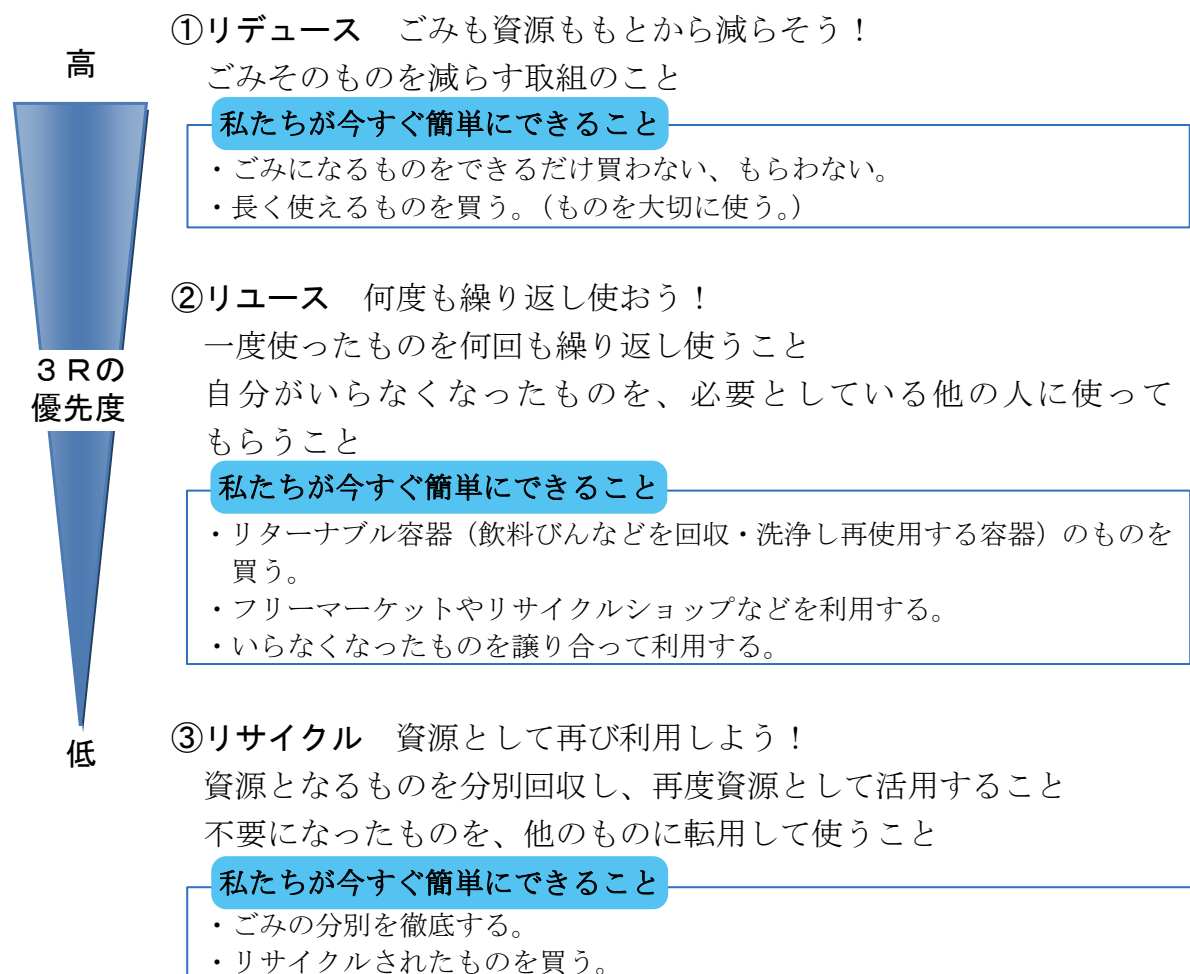 ①リデュース　ごみも資源ももとから減らそう！
高
ごみそのものを減らす取組のこと
私たちが今すぐ簡単にできること
・ごみになるものをできるだけ買わない、もらわない。
・長く使えるものを買う。（ものを大切に使う。）
②リユース　何度も繰り返し使おう！
一度使ったものを何回も繰り返し使うこと
３Ｒの
優先度
自分がいらなくなったものを、必要としている他の人に使って
もらうこと
私たちが今すぐ簡単にできること
・リターナブル容器（飲料びんなどを回収・洗浄し再使用する容器）のものを
買う。
・フリーマーケットやリサイクルショップなどを利用する。
・いらなくなったものを譲り合って利用する。
③リサイクル　資源として再び利用しよう！
低
資源となるものを分別回収し、再度資源として活用すること
不要になったものを、他のものに転用して使うこと
私たちが今すぐ簡単にできること
・ごみの分別を徹底する。
・リサイクルされたものを買う。